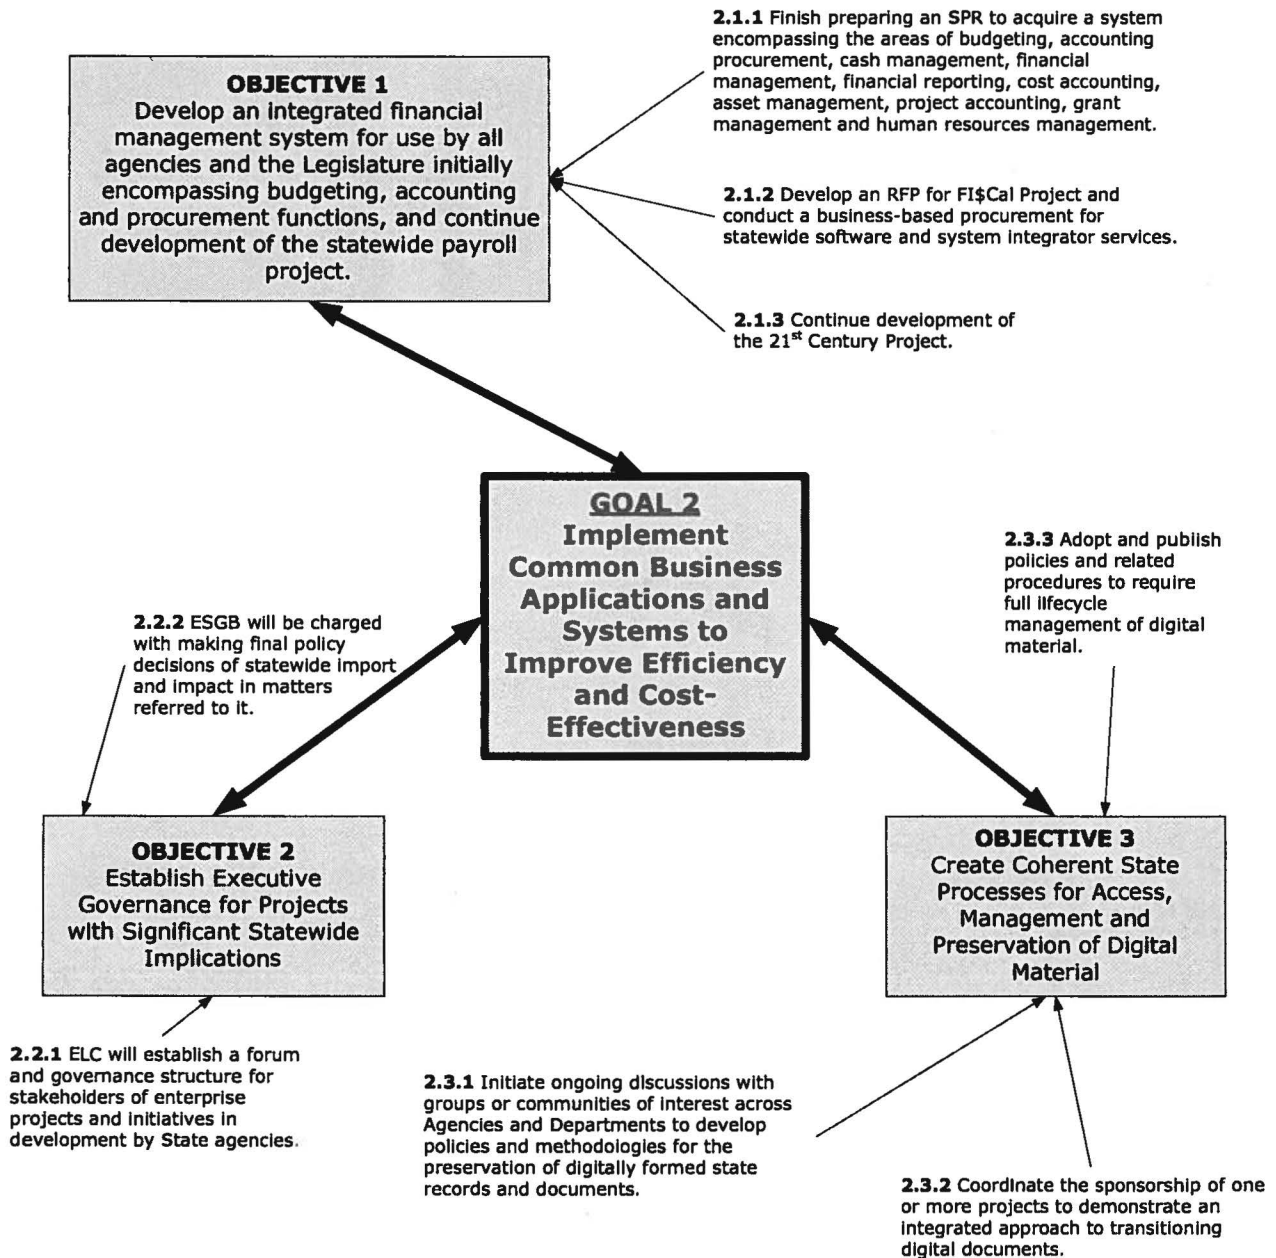 2.1.1 Finish preparing an SPR to acquire a system
encompassing the areas of budgeting, accounting
procurement, cash management, financial
management, financial reporting, cost accounting,
asset management, project accounting, grant
management and human resources management.
OBJECTIVE 1
Develop an integrated financial
management system for use by all
agencies and the Legislature initially
encompassing budgeting, accounting
and procurement functions, and continue
development of the statewide payroll
project.
2.1.2 Develop an RFP for FI$Cal Project and
conduct a business-based procurement for
statewide software and system integrator services.
2.1.3 Continue development of
the 21st Century Project.
GOAL 2
Implement
Common Business
Applications and
Systems to
Improve Efficiency
and Cost-
Effectiveness
2.3.3 Adopt and publish
policies and related
procedures to require
full lifecycle
management of digital
material.
2.2.2 ESGB will be charged
with making final policy
decisions of statewide import
and impact in matters
referred to it.
OBJECTIVE 2
Establish Executive
Governance for Projects
with Significant Statewide
Implications
OBJECTIVE 3
Create Coherent State
Processes for Access,
Management and
Preservation of Digital
Material
2.2.1 ELC will establish a forum
and governance structure for
stakeholders of enterprise
projects and initiatives in
development by State agencies.
2.3.1 Initiate ongoing discussions with
groups or communities of interest across
Agencies and Departments to develop
policies and methodologies for the
preservation of digitally formed state
records and documents.
2.3.2 Coordinate the sponsorship of one
or more projects to demonstrate an
integrated approach to transitioning
digital documents.